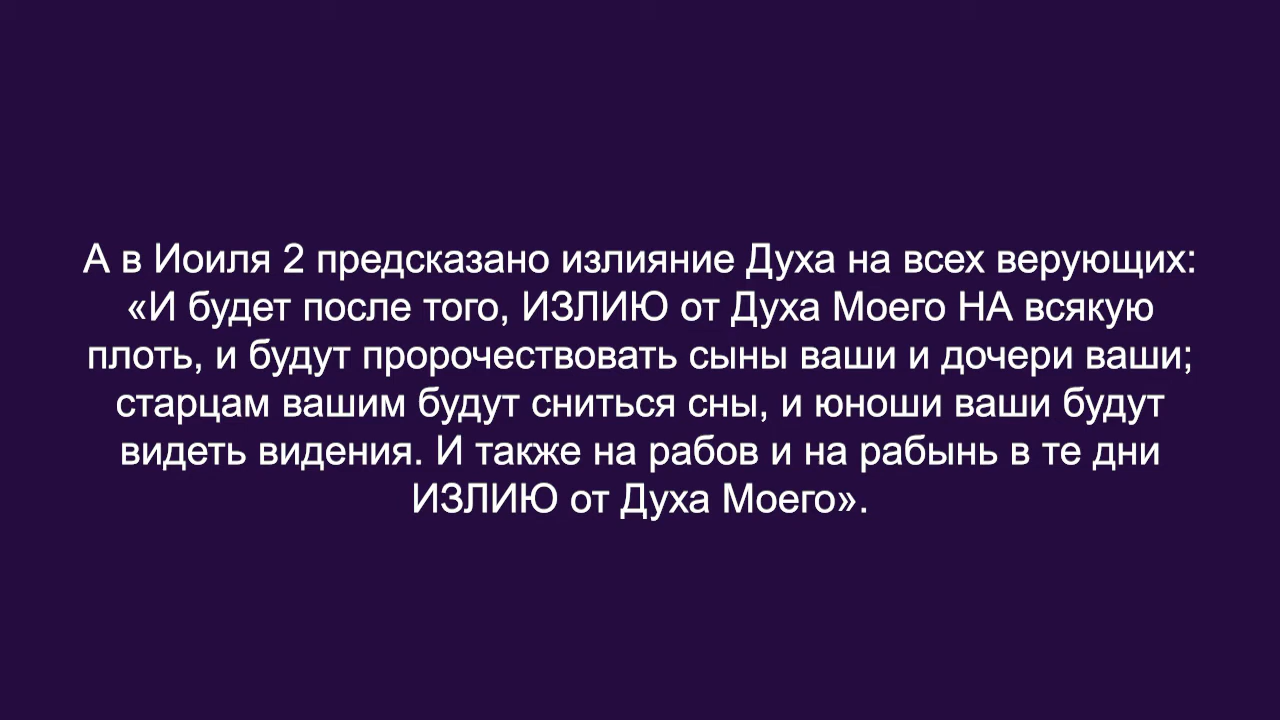 А в Иоиля 2 предсказано излияние Духа на всех верующих:
«И будет после того, ИЗЛИЮ от Духа Моего НА всякую
плоть, и будут пророчествовать сыны ваши и дочери ваши;
старцам вашим будут сниться сны, и юноши ваши будут
видеть видения. И также на рабов и на рабынь в те дни
ИЗЛИЮ от Духа Моего».